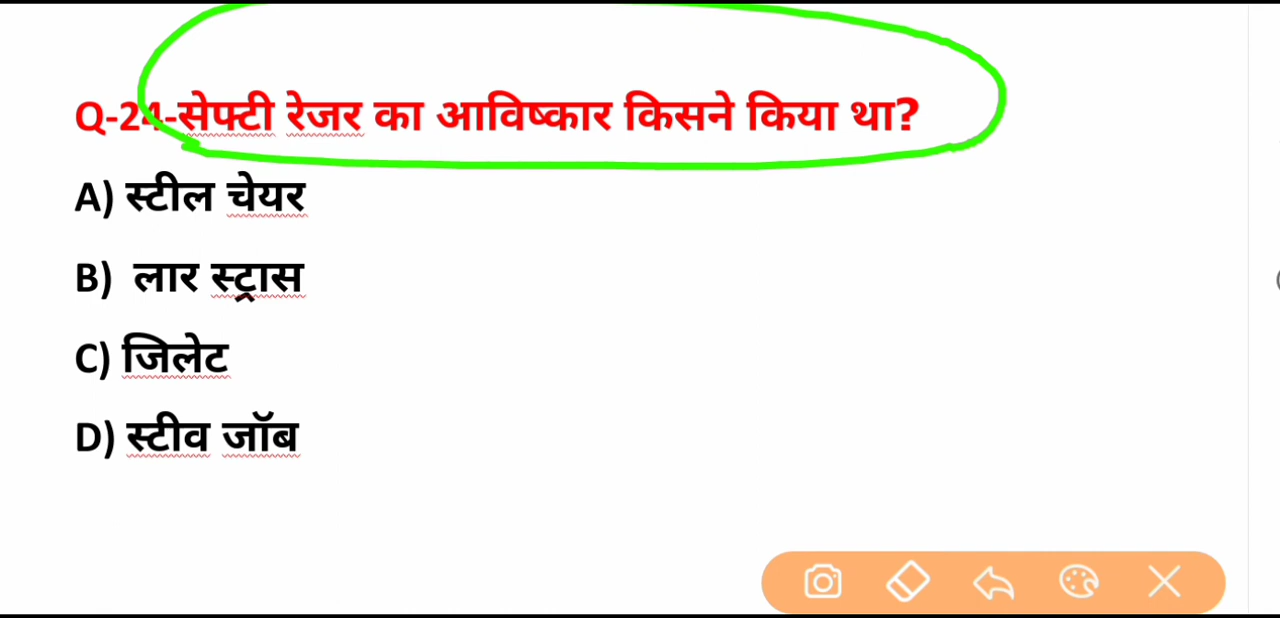 Q-24-सेफ्टी रेजर का आविष्कार किसने किया था?
A) स्टील चेयर
B) लार स्ट्रास
C) जिलेट
D) स्टीव जॉब